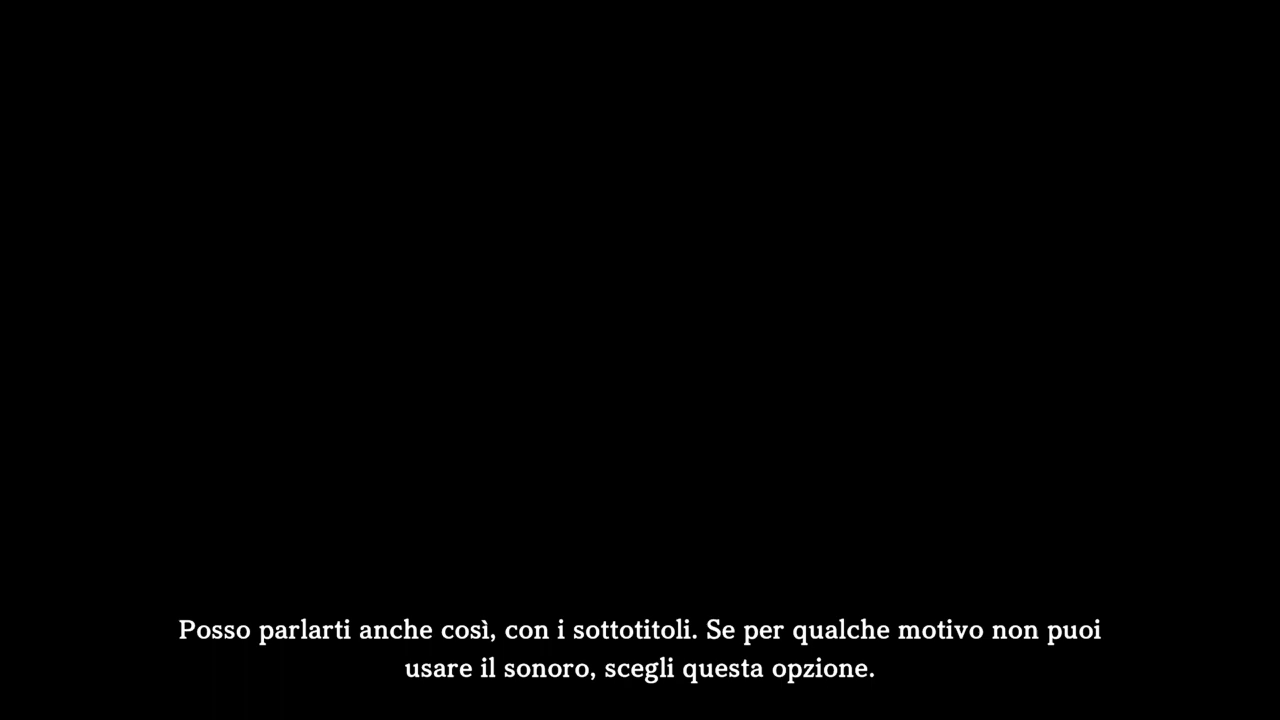 Posso parlarti anche così, con i sottotitoli. Se per qualche motivo non puoi
usare il sonoro, scegli questa opzione.